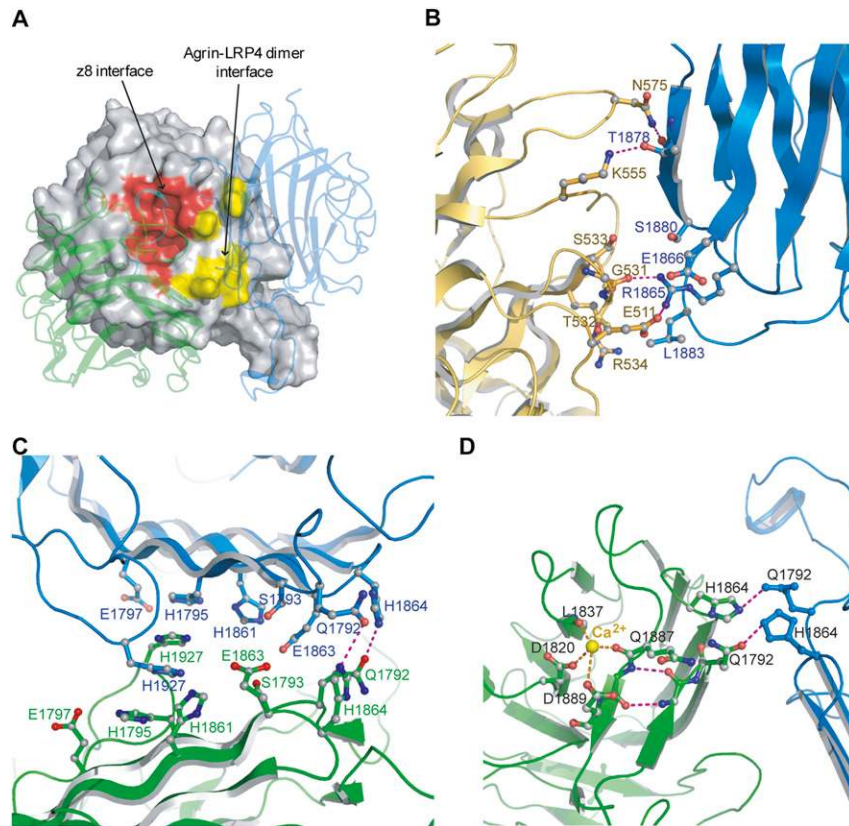 A
Agrin-LRP4 dimer
interface
z8 interface
B
N575
T1878
K555
S1880
S533
E1866
G531
R1865
E511
T532
L1883
R534
C
E1797
H1795
H1861
S1793
Q1792
H1864
E1863
H1927
E1863
Q1792
S1793
H1927
H1864
E1797
H1795
H1861
D
H1864
Q1792
L1837
Ca²⁺
Q1887
H1864
D1820
Q1792
D1889